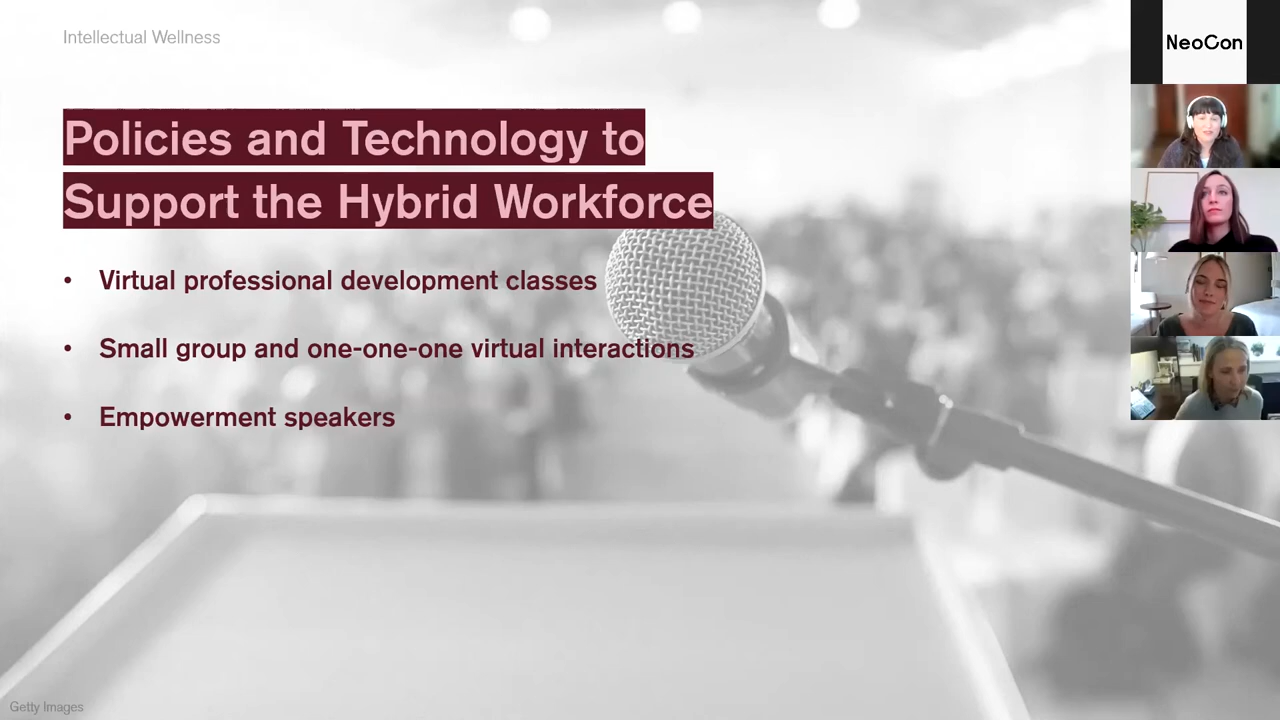 Intellectual Wellness
Policies and Technology to
Support the Hybrid Workforce
• Virtual professional development classes
• Small group and one-one-one virtual interactions
• Empowerment speakers
Getty Images
NeoCon